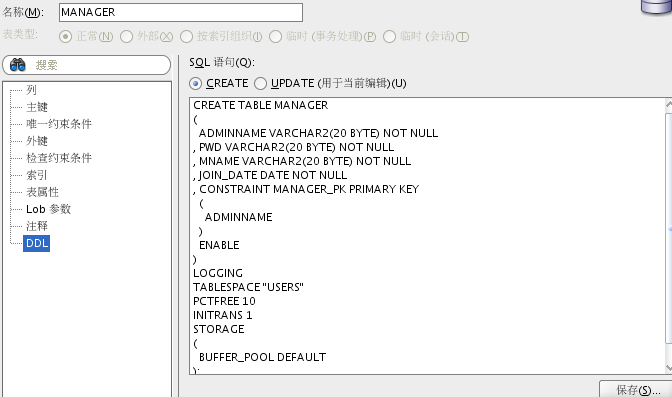 名称(M): MANAGER
表类型: 正常(N) 外部(X) 按索引组织(I) 临时 (事务处理)(P) 临时 (会话)(T)
搜索
列
主键
唯一约束条件
外键
检查约束条件
索引
表属性
Lob 参数
注释
DDL
SQL 语句(Q):
CREATE UPDATE (用于当前编辑)(U)
CREATE TABLE MANAGER
(
ADMINNAME VARCHAR2(20 BYTE) NOT NULL
, PWD VARCHAR2(20 BYTE) NOT NULL
, MNAME VARCHAR2(20 BYTE) NOT NULL
, JOIN_DATE DATE NOT NULL
, CONSTRAINT MANAGER_PK PRIMARY KEY
(
ADMINNAME
)
ENABLE
)
LOGGING
TABLESPACE "USERS"
PCTFREE 10
INITRANS 1
STORAGE
(
BUFFER_POOL DEFAULT
);
保存(S)...